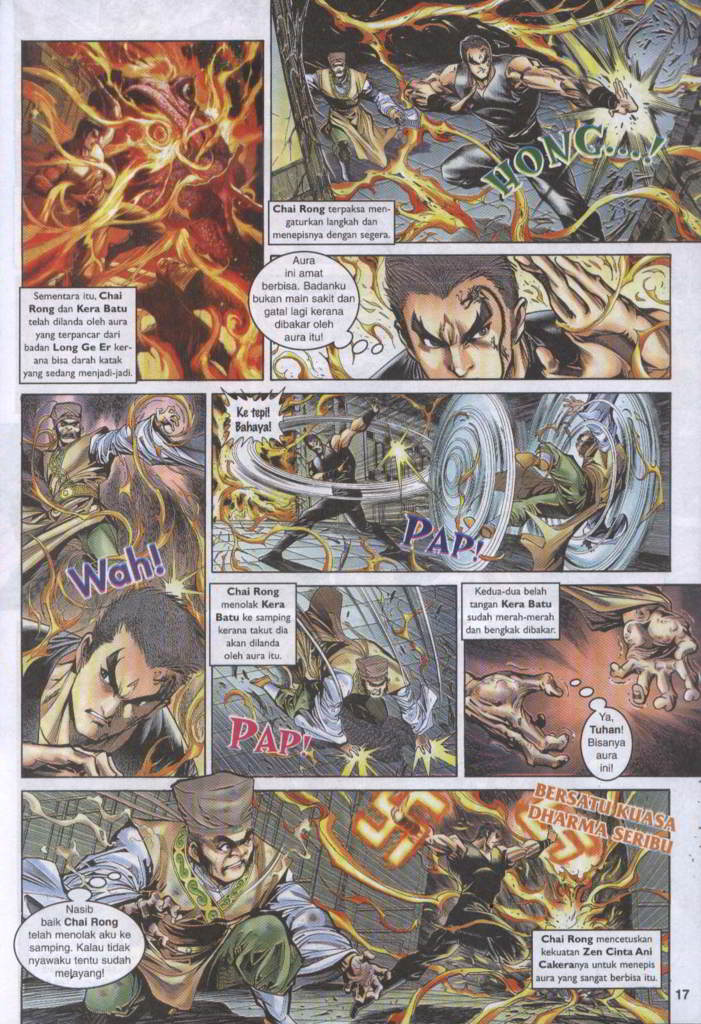 Sementara itu, Chai
Rong dan Kera Batu
telah dilanda oleh aura
yang terpancar dari
badan Long Ge Er ker-
ana bisa darah katak
yang sedang menjadi-jadi.
HONG....!
Chai Rong terpaksa men-
gaturkan langkah dan
menepisnya dengan segera.
Aura
ini amat
berbisa. Badanku
bukan main sakit dan
gatal lagi kerana
dibakar oleh
aura itu!
Wah!
Ke tepi!
Bahaya!
PAP!
Chai Rong
menolak Kera
Batu ke samping
kerana takut dia
akan dilanda
oleh aura itu.
PAP!
Kedua-dua belah
tangan Kera Batu
sudah merah-merah
dan bengkak dibakar.
Ya,
Tuhan!
Bisanya
aura
ini!
Nasib
baik Chai Rong
telah menolak aku ke
samping. Kalau tidak
nyawaku tentu sudah
melayang!
BERSATU KUASA
DHARMA SERIBU
Chai Rong mencetuskan
kekuatan Zen Cinta Ani
Cakeranya untuk menepis
aura yang sangat berbisa itu.
17